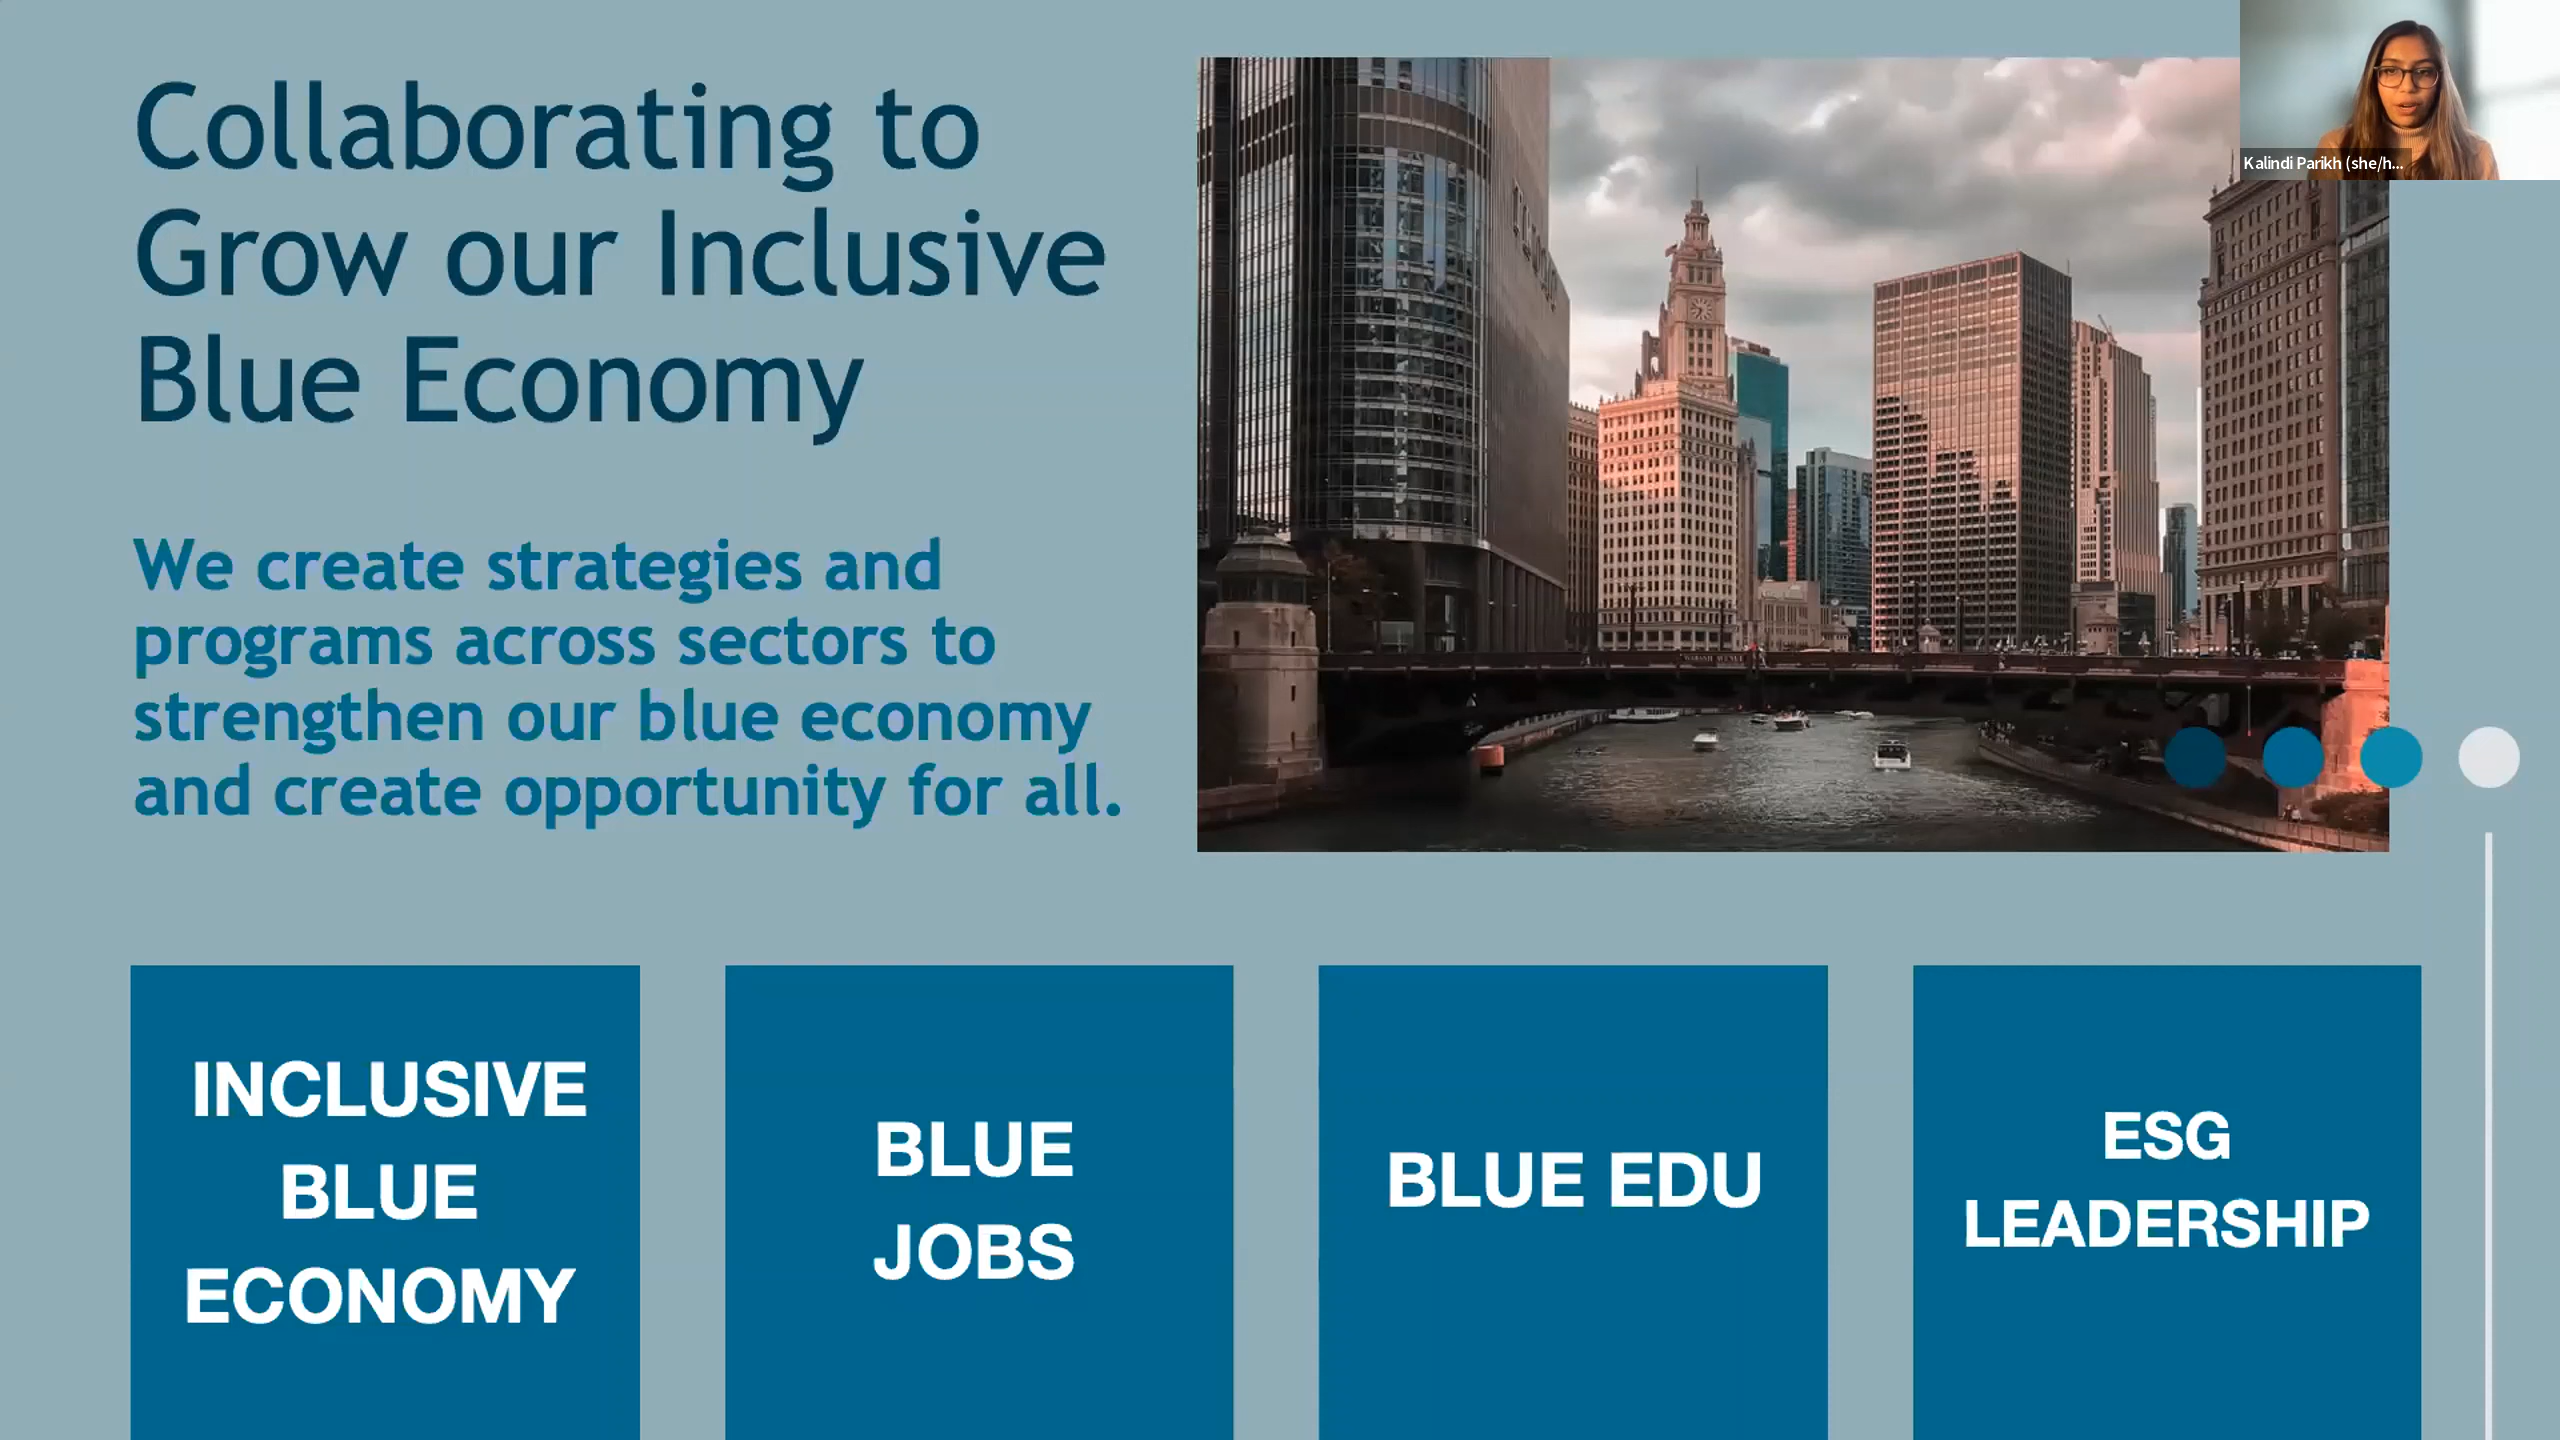 Collaborating to
Grow our Inclusive
Blue Economy
We create strategies and
programs across sectors to
strengthen our blue economy
and create opportunity for all.
Kalindi Parikh (she/h...
INCLUSIVE
BLUE
ECONOMY
BLUE
JOBS
BLUE EDU
ESG
LEADERSHIP